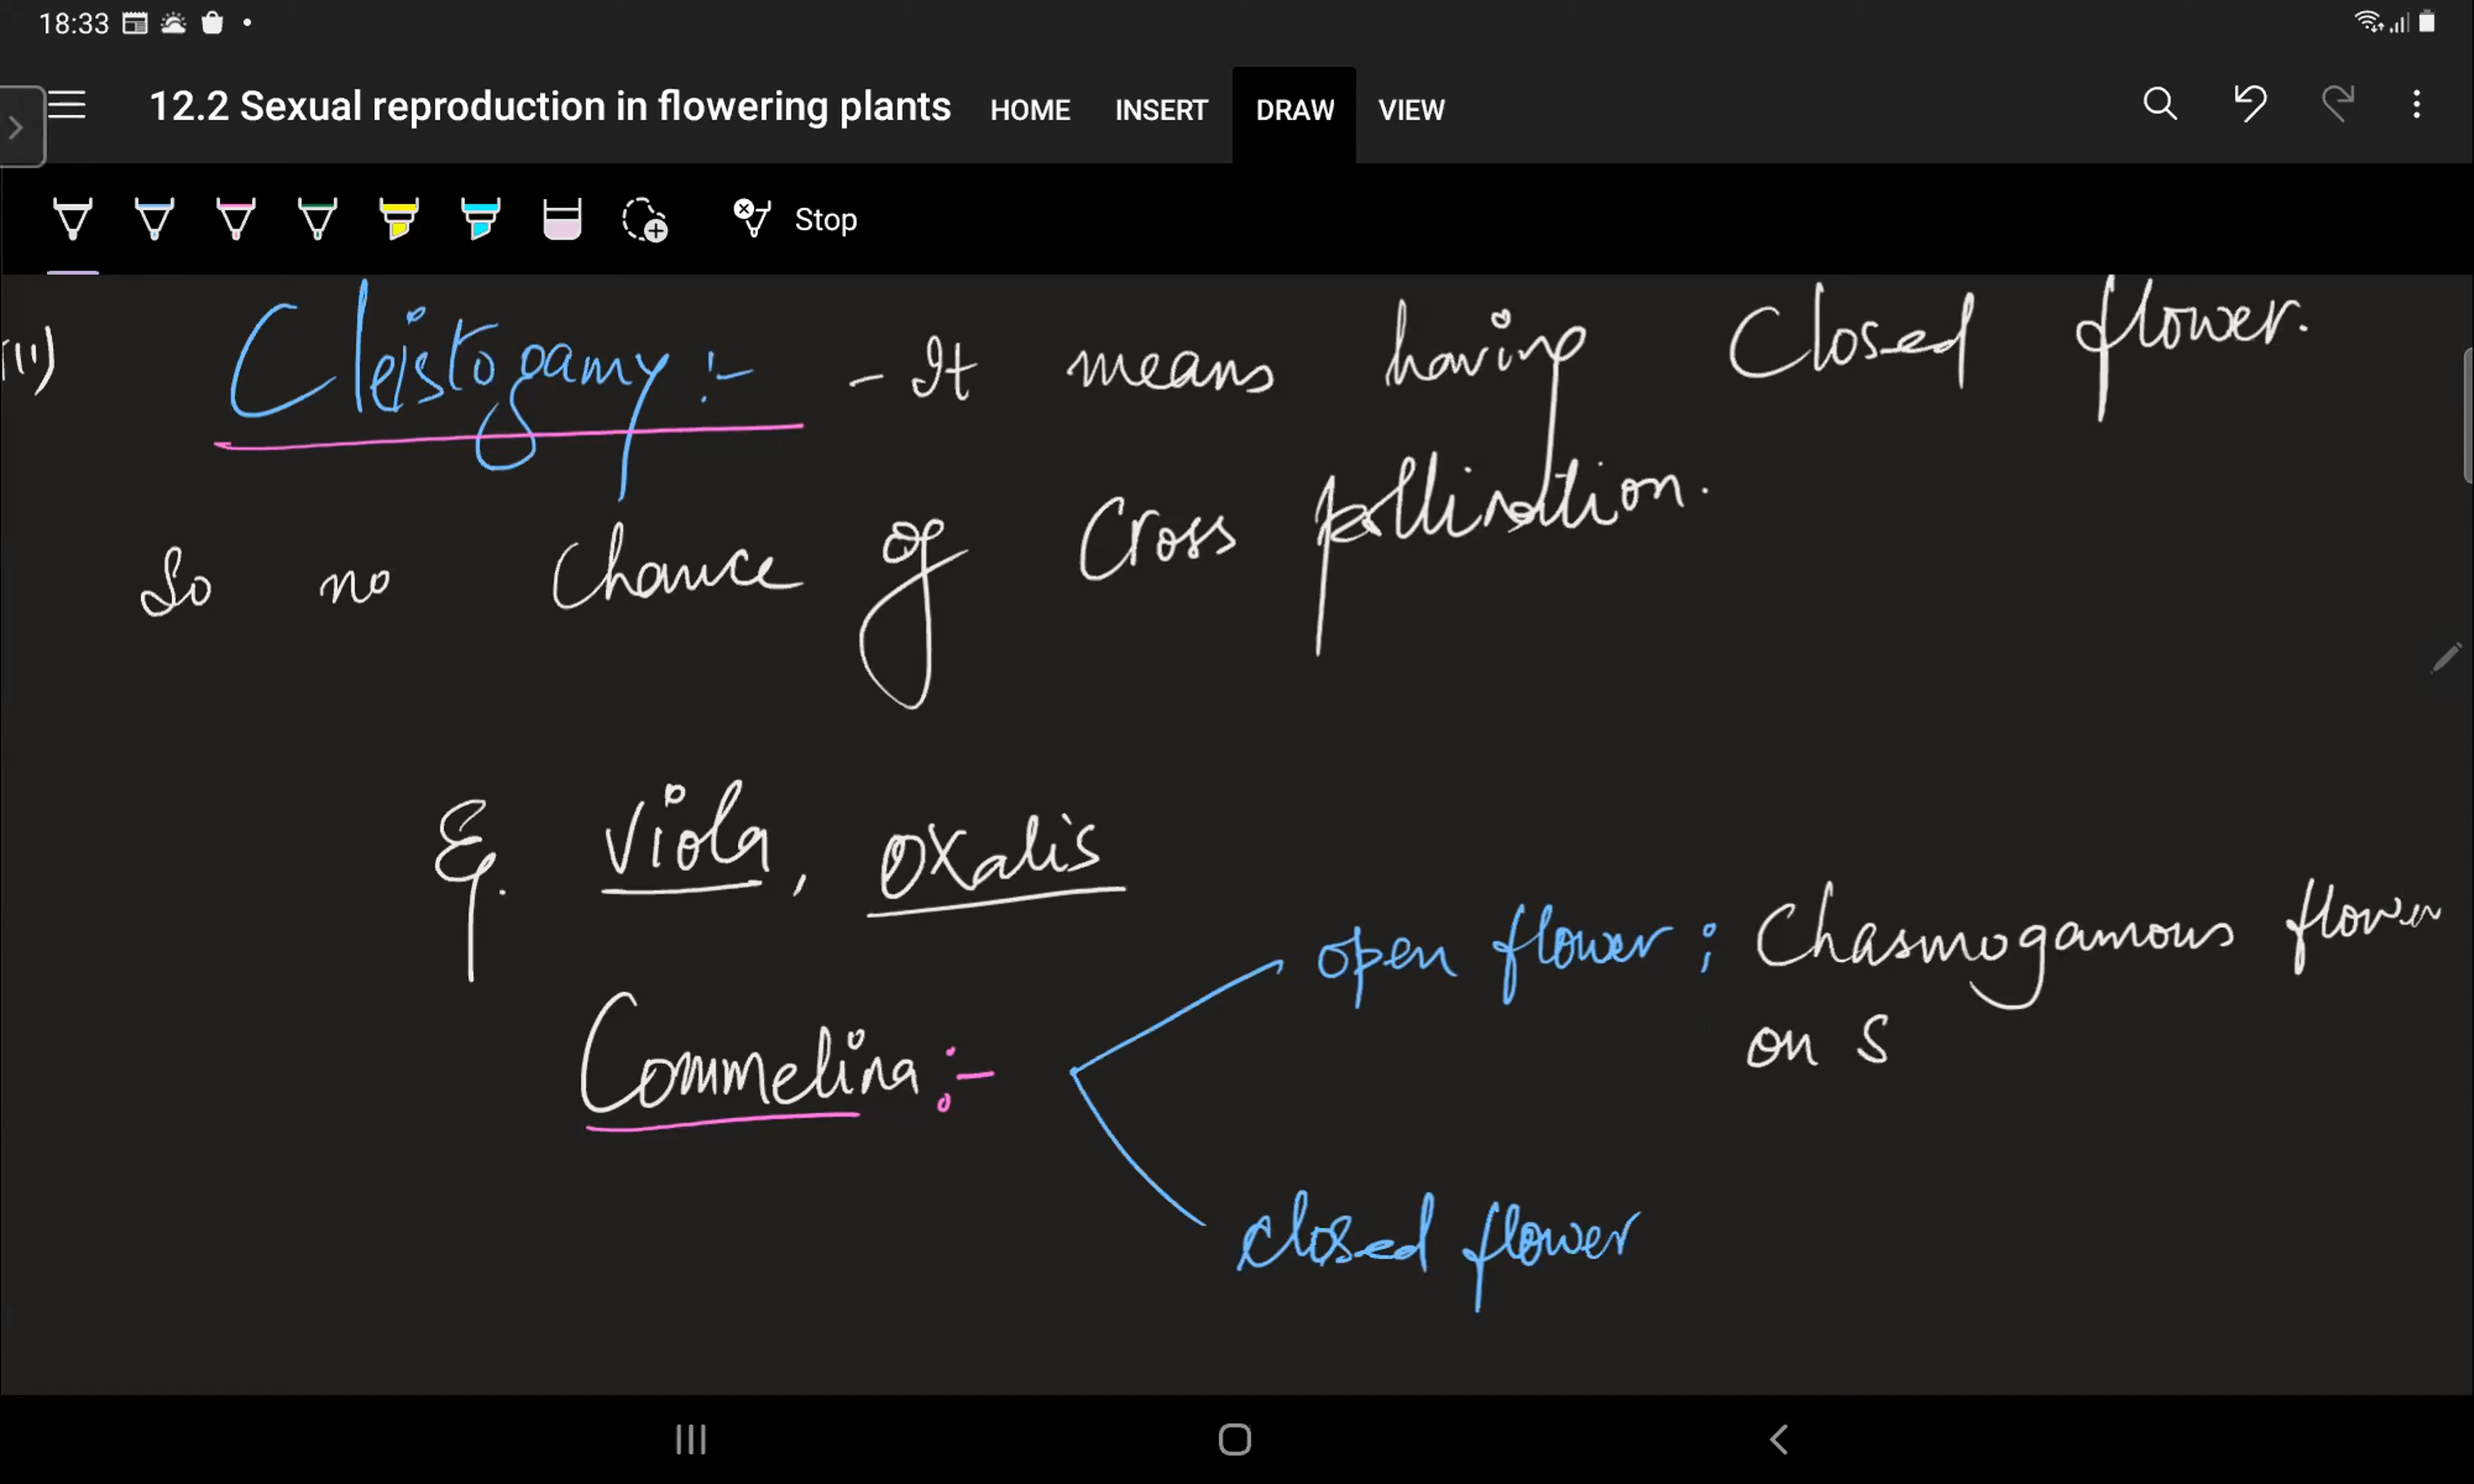 18:33
12.2 Sexual reproduction in flowering plants HOME INSERT DRAW VIEW
Stop
(11) Cleistogamy :- - It means having Closed flower.
So no chance of Cross pollination.
Eg. Viola, Oxalis
open flower ; Chasmogamous flower
on S
Commelina :-
closed flower